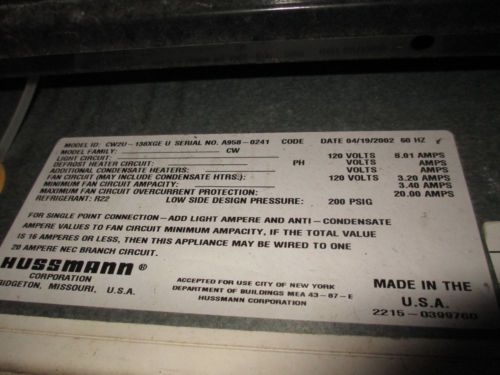 MODEL ID: CW2U-138XGE U SERIAL NO. A95B-0241 CODE DATE 04/19/2002 60 HZ
MODEL FAMILY: CW
LIGHT CIRCUIT: 120 VOLTS 6.01 AMPS
DEFROST HEATER CIRCUIT: PH VOLTS AMPS
ADDITIONAL CONDENSATE HEATERS: VOLTS AMPS
FAN CIRCUIT (MAY INCLUDE CONDENSATE HTRS.): 120 VOLTS 3.20 AMPS
MINIMUM FAN CIRCUIT AMPACITY: 3.40 AMPS
MAXIMUM FAN CIRCUIT OVERCURRENT PROTECTION: 20.00 AMPS
REFRIGERANT: R22 LOW SIDE DESIGN PRESSURE: 200 PSIG
FOR SINGLE POINT CONNECTION-ADD LIGHT AMPERE AND ANTI-CONDENSATE
AMPERE VALUES TO FAN CIRCUIT MINIMUM AMPACITY, IF THE TOTAL VALUE
IS 16 AMPERES OR LESS, THEN THIS APPLIANCE MAY BE WIRED TO ONE
20 AMPERE NEC BRANCH CIRCUIT.
HUSSMANN ®
CORPORATION
BRIDGETON, MISSOURI, U.S.A.
ACCEPTED FOR USE CITY OF NEW YORK
DEPARTMENT OF BUILDINGS MEA 43-87-E
HUSSMANN CORPORATION
MADE IN THE
U.S.A.
2215-0399760